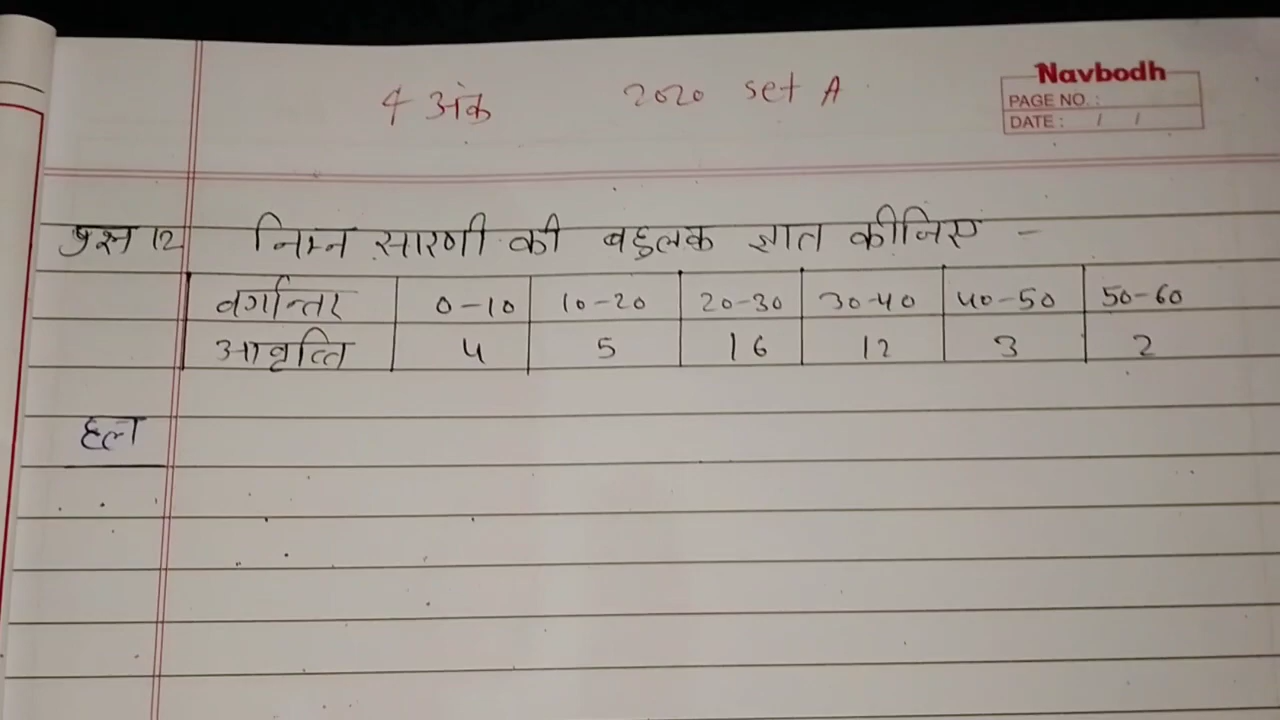 4 अंक 2020 set A
Navbodh
PAGE NO. :
DATE : / /
प्रश्न 12 निम्न सारणी की बहुलक ज्ञात कीजिए -
वर्गान्तर 0-10 10-20 20-30 30-40 40-50 50-60
आवृत्ति 4 5 16 12 3 2
हल